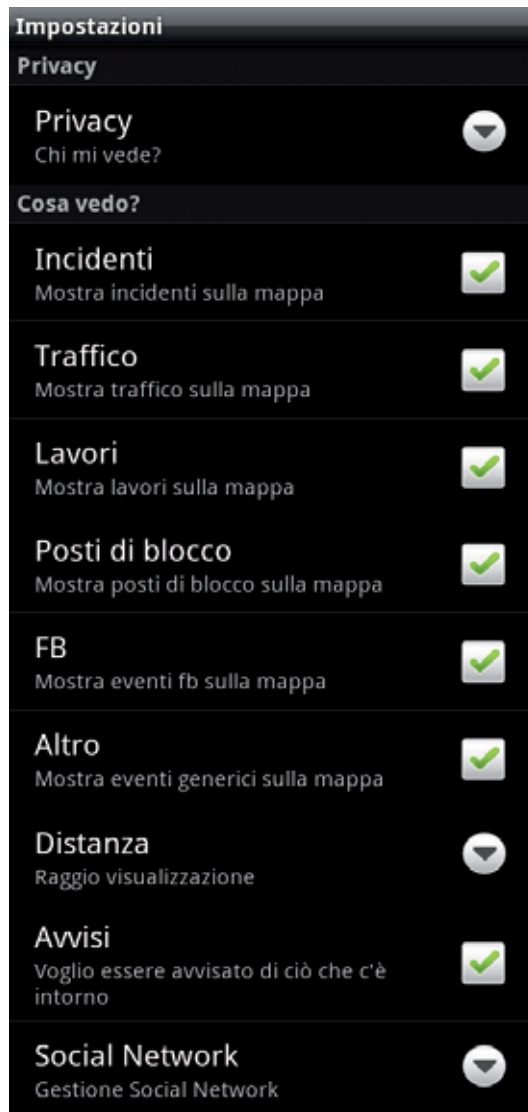 Impostazioni
Privacy
Privacy
Chi mi vede?
Cosa vedo?
Incidenti
Mostra incidenti sulla mappa
Traffico
Mostra traffico sulla mappa
Lavori
Mostra lavori sulla mappa
Posti di blocco
Mostra posti di blocco sulla mappa
FB
Mostra eventi fb sulla mappa
Altro
Mostra eventi generici sulla mappa
Distanza
Raggio visualizzazione
Avvisi
Voglio essere avvisato di ciò che c'è
intorno
Social Network
Gestione Social Network